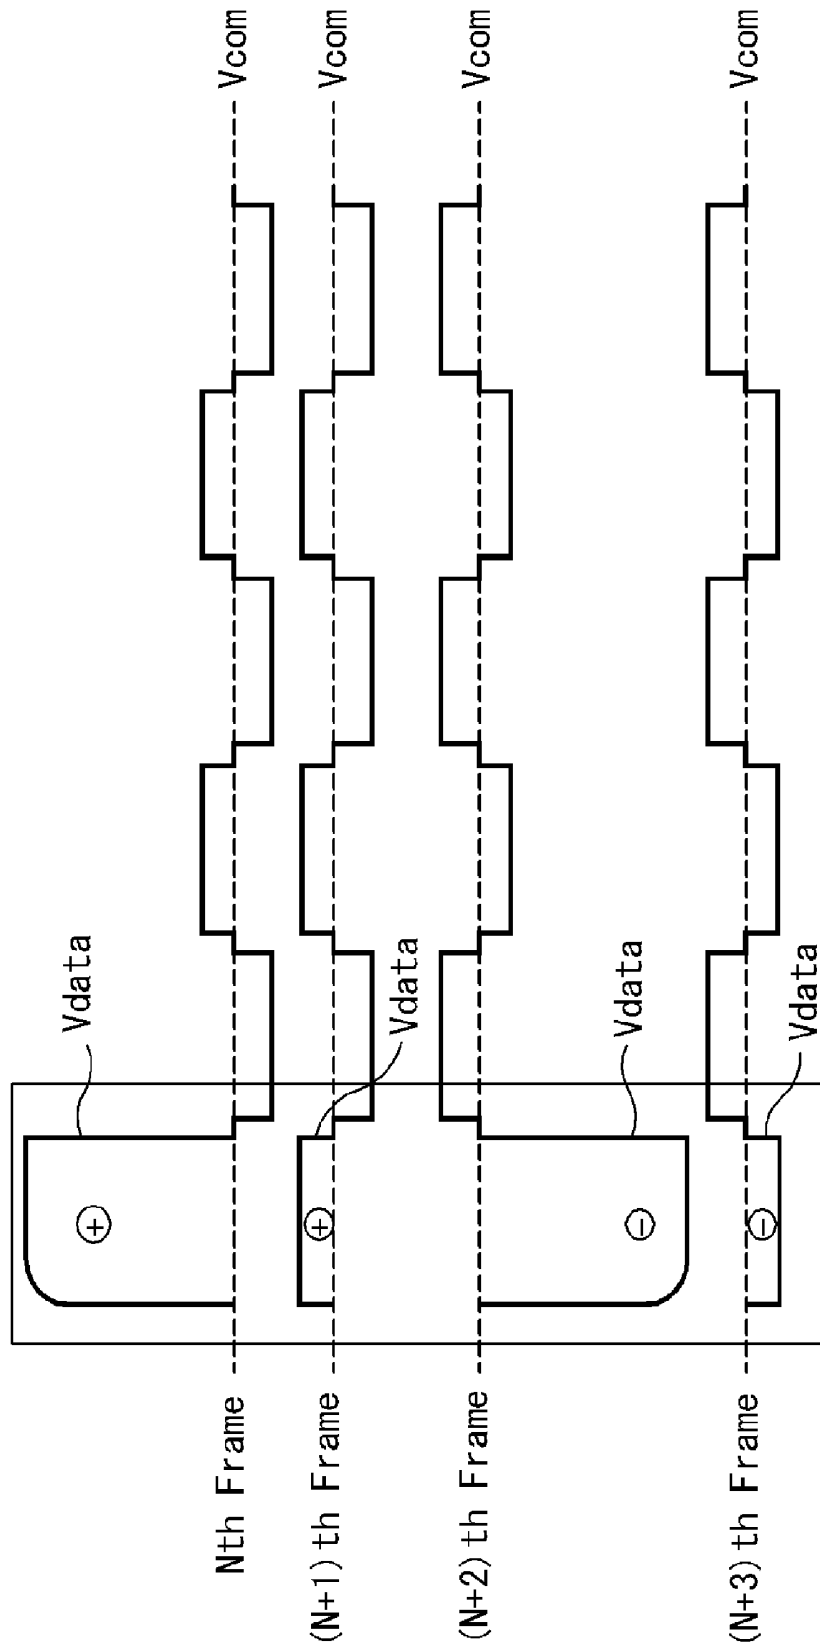 Nth Frame
Vdata
Vcom
(N+1)th Frame
Vdata
Vcom
(N+2)th Frame
Vdata
Vcom
(N+3)th Frame
Vdata
Vcom
+
+
−
−